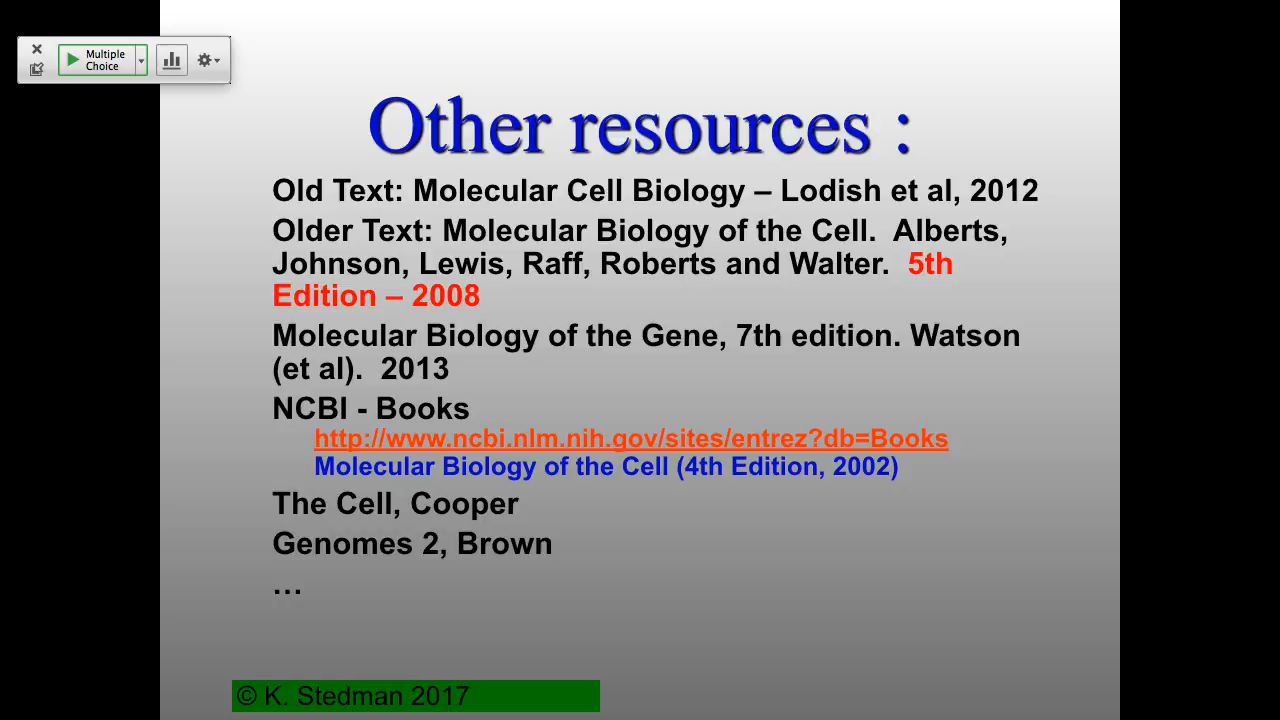 Multiple
Choice
Other resources :
Old Text: Molecular Cell Biology – Lodish et al, 2012
Older Text: Molecular Biology of the Cell.  Alberts,
Johnson, Lewis, Raff, Roberts and Walter.  5th
Edition – 2008
Molecular Biology of the Gene, 7th edition. Watson
(et al).  2013
NCBI - Books
http://www.ncbi.nlm.nih.gov/sites/entrez?db=Books
Molecular Biology of the Cell (4th Edition, 2002)
The Cell, Cooper
Genomes 2, Brown
…
© K. Stedman 2017